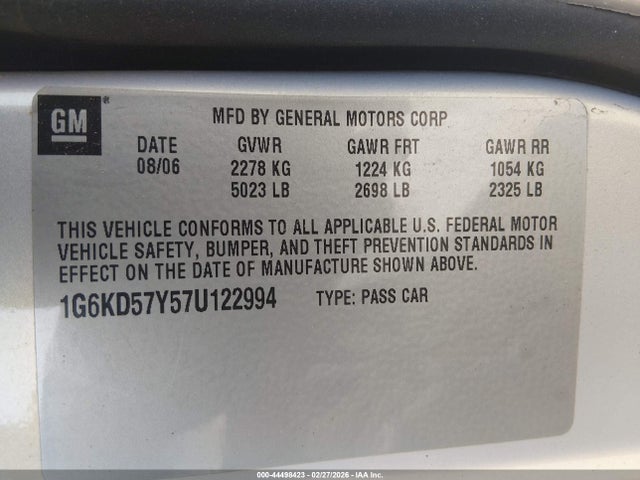 GM ®
MFD BY GENERAL MOTORS CORP
DATE GVWR GAWR FRT GAWR RR
08/06 2278 KG 1224 KG 1054 KG
5023 LB 2698 LB 2325 LB
THIS VEHICLE CONFORMS TO ALL APPLICABLE U.S. FEDERAL MOTOR
VEHICLE SAFETY, BUMPER, AND THEFT PREVENTION STANDARDS IN
EFFECT ON THE DATE OF MANUFACTURE SHOWN ABOVE.
1G6KD57Y57U122994 TYPE: PASS CAR
000-44498423 - 02/27/2026 - IAA Inc.